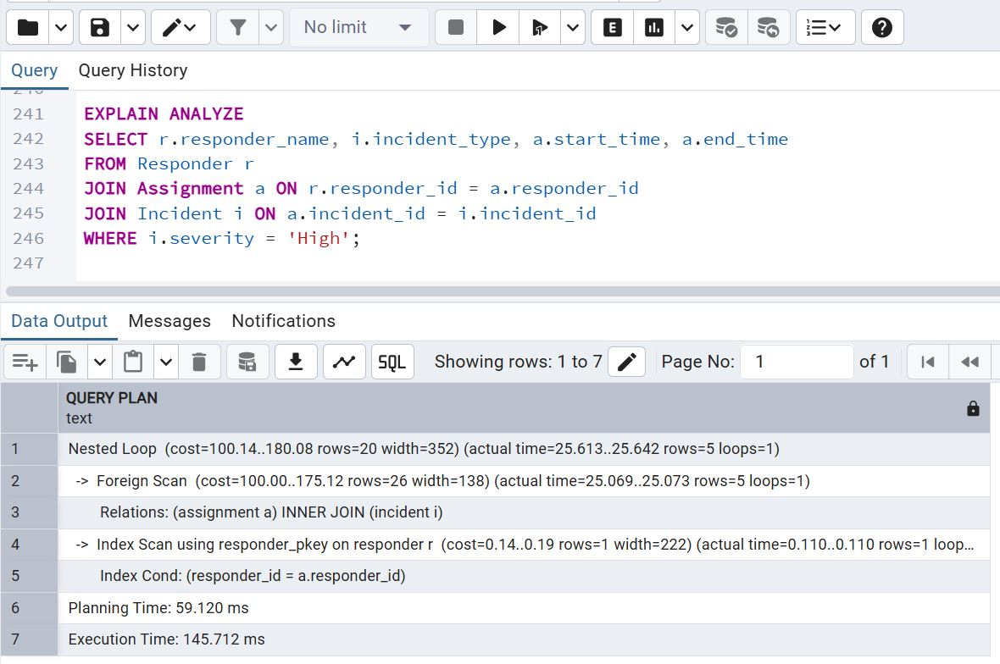 No limit
E
Query Query History
241 EXPLAIN ANALYZE
242 SELECT r.responder_name, i.incident_type, a.start_time, a.end_time
243 FROM Responder r
244 JOIN Assignment a ON r.responder_id = a.responder_id
245 JOIN Incident i ON a.incident_id = i.incident_id
246 WHERE i.severity = 'High';
247
Data Output Messages Notifications
SQL Showing rows: 1 to 7 Page No: 1 of 1
QUERY PLAN
text
1 Nested Loop (cost=100.14..180.08 rows=20 width=352) (actual time=25.613..25.642 rows=5 loops=1)
2 -> Foreign Scan (cost=100.00..175.12 rows=26 width=138) (actual time=25.069..25.073 rows=5 loops=1)
3 Relations: (assignment a) INNER JOIN (incident i)
4 -> Index Scan using responder_pkey on responder r (cost=0.14..0.19 rows=1 width=222) (actual time=0.110..0.110 rows=1 loop...
5 Index Cond: (responder_id = a.responder_id)
6 Planning Time: 59.120 ms
7 Execution Time: 145.712 ms